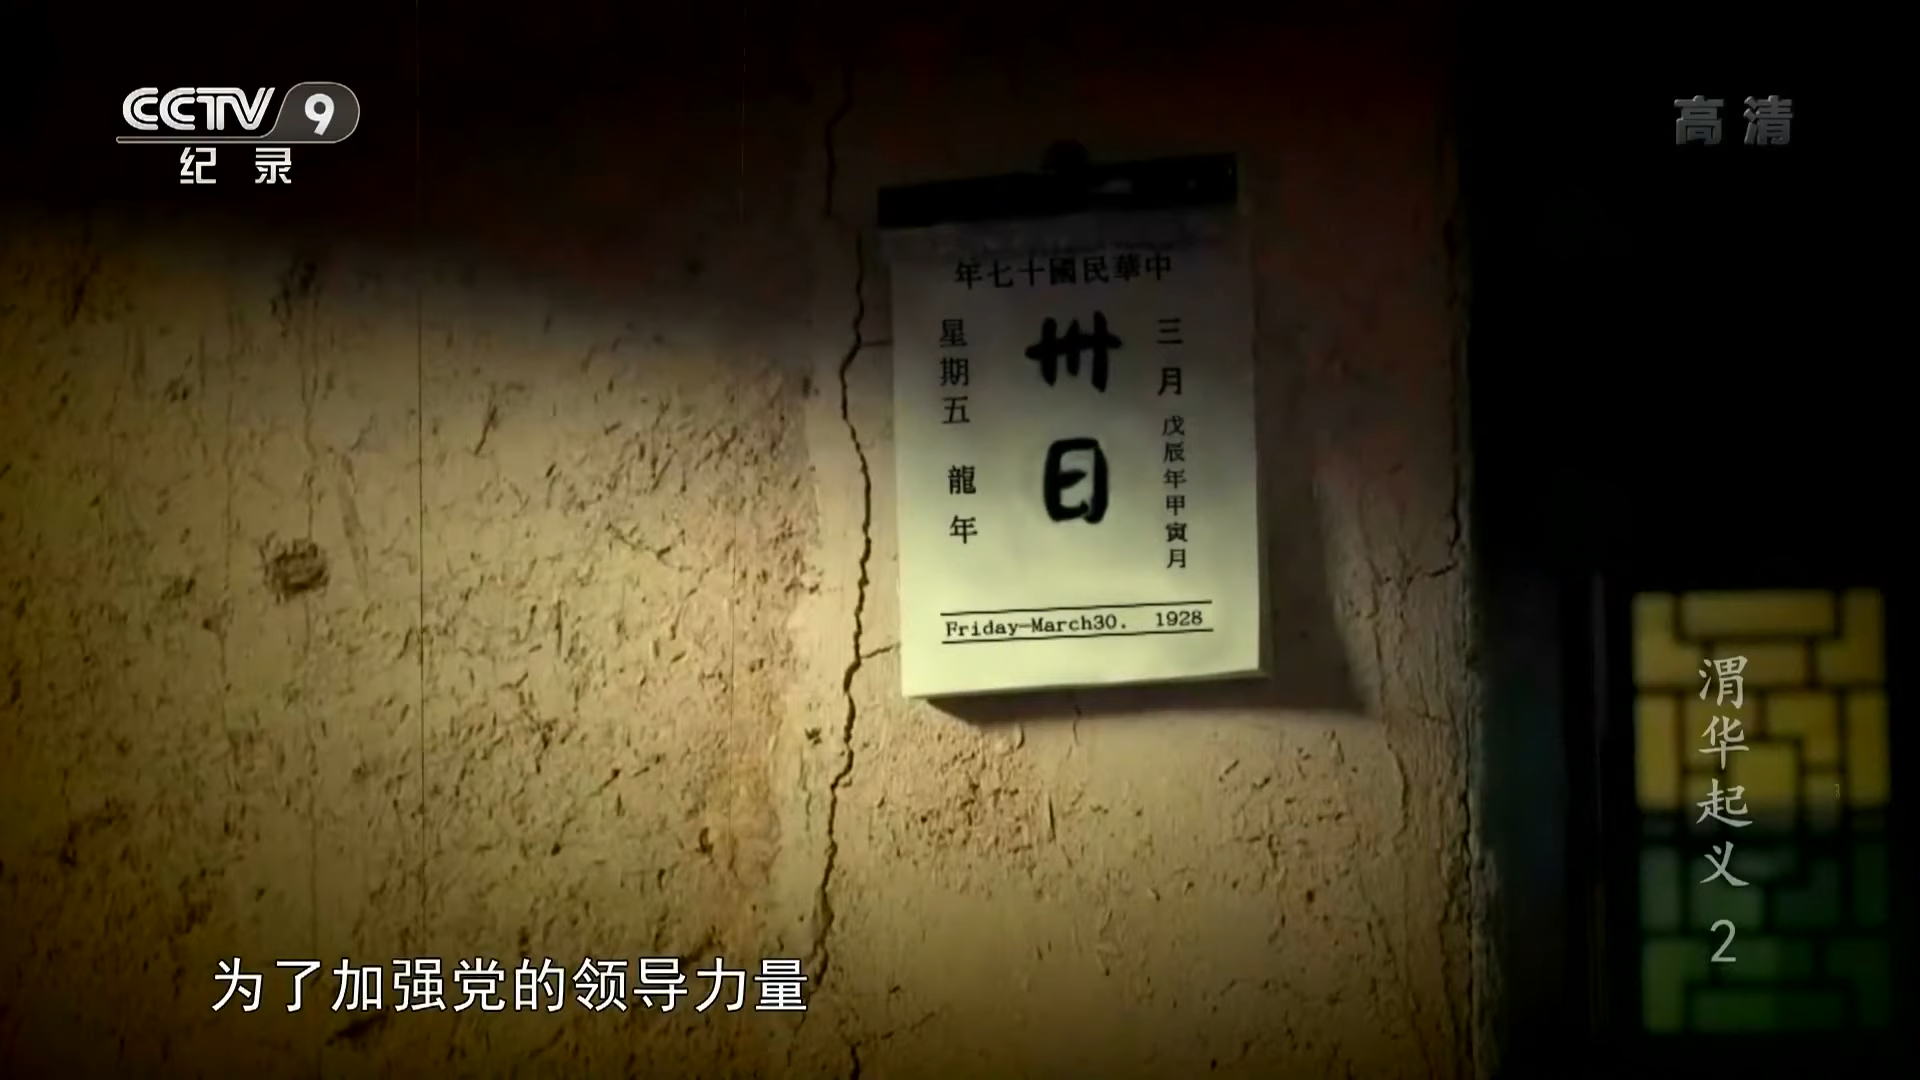 CCTV 9
纪录
高清
中華民國十七年
三月
戊辰年甲寅月
卅日
星期五 龍年
Friday-March30. 1928
渭华起义 2
为了加强党的领导力量